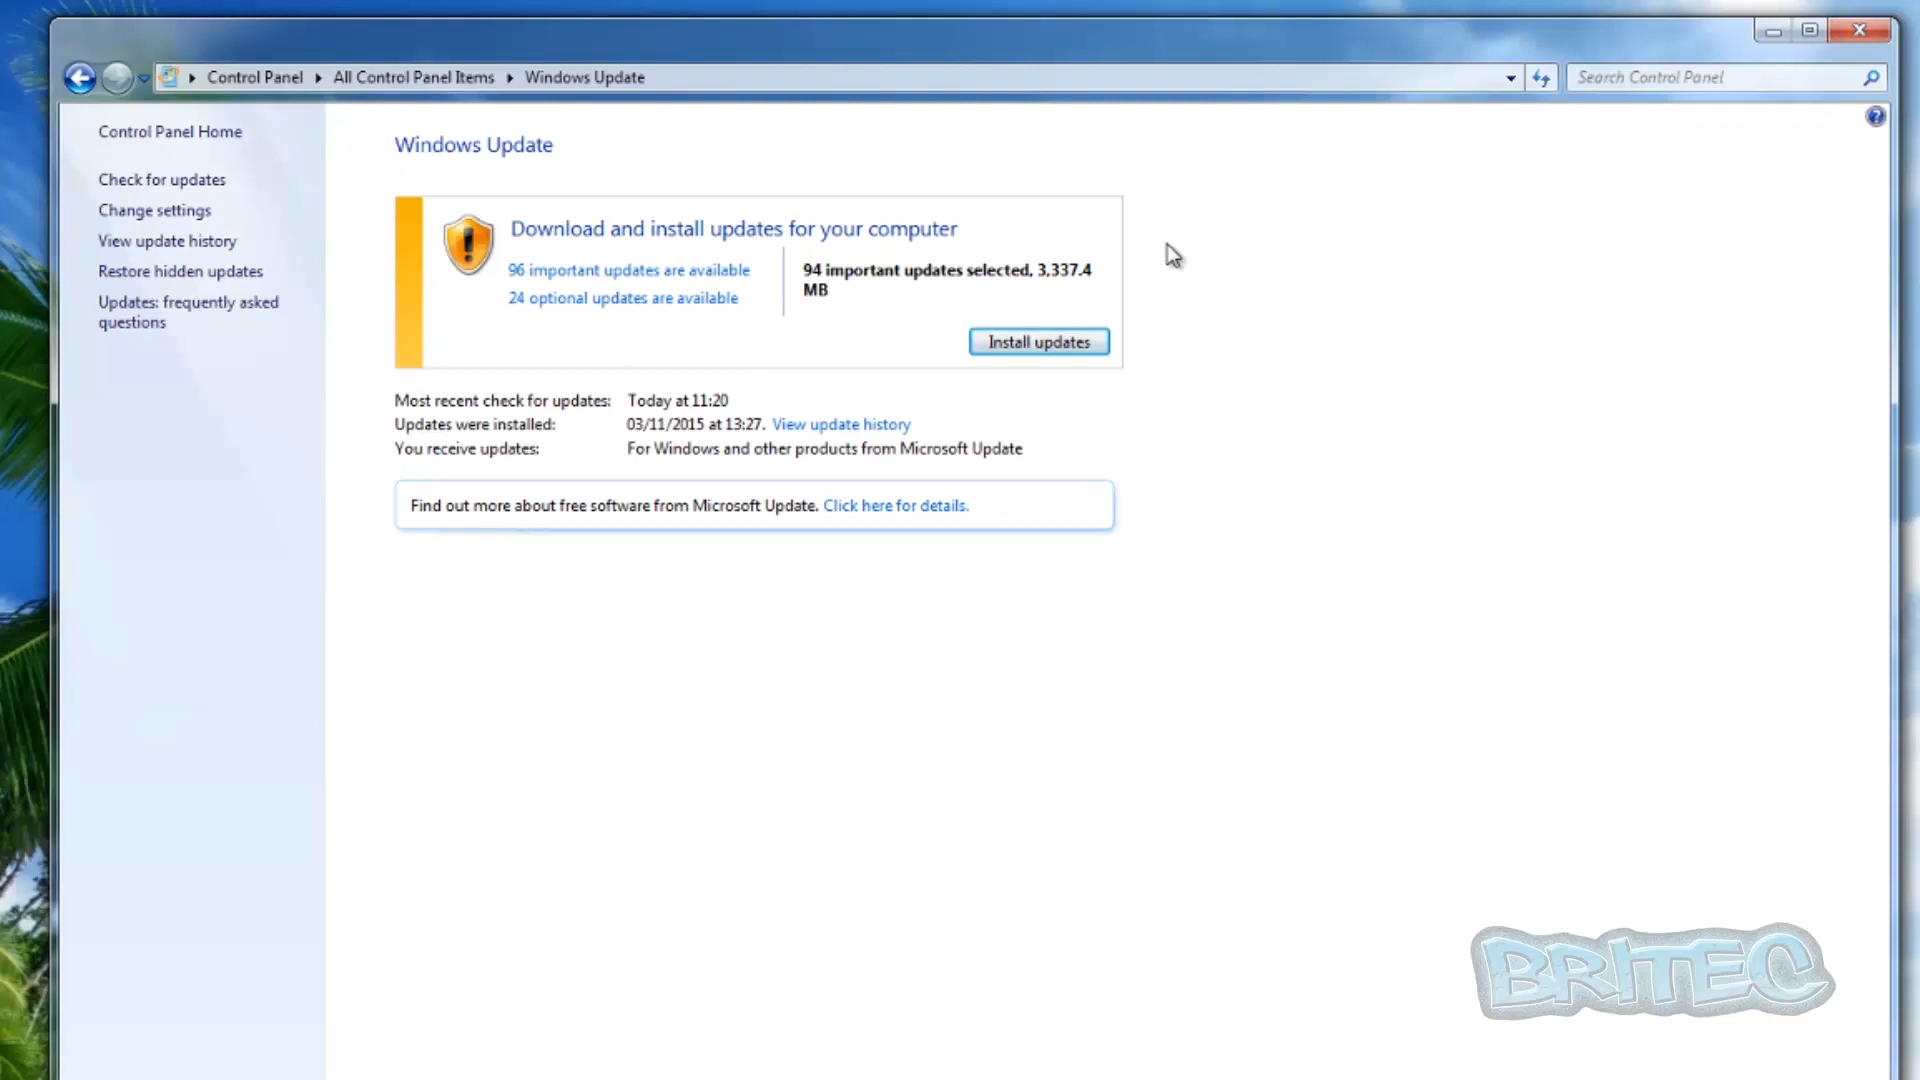 Control Panel
All Control Panel Items
Windows Update
Search Control Panel
Control Panel Home
Check for updates
Change settings
View update history
Restore hidden updates
Updates: frequently asked
questions
Windows Update
Download and install updates for your computer
96 important updates are available
24 optional updates are available
94 important updates selected, 3,337.4
MB
Install updates
Most recent check for updates: Today at 11:20
Updates were installed: 03/11/2015 at 13:27. View update history
You receive updates: For Windows and other products from Microsoft Update
Find out more about free software from Microsoft Update. Click here for details.
BRITEC